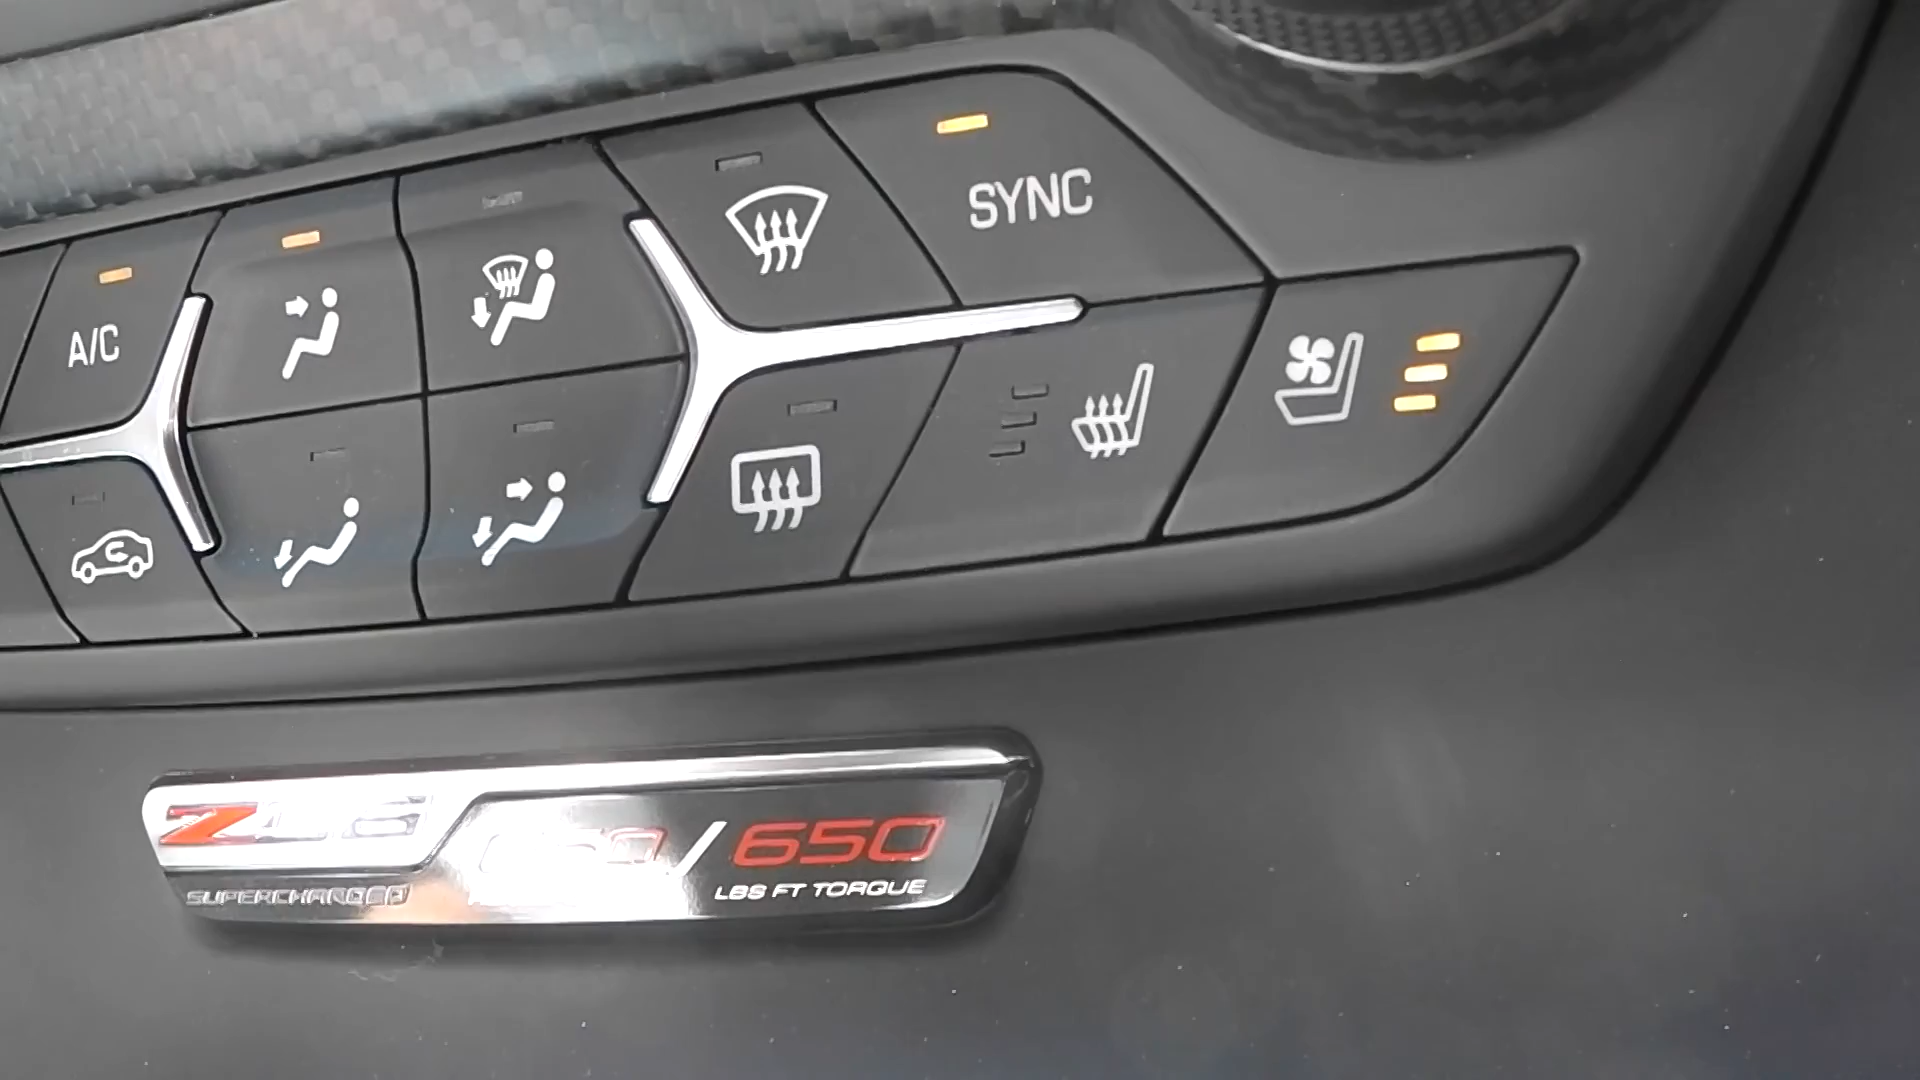 SYNC
A/C
Z06
/650
SUPERCHARGED
LBS FT TORQUE